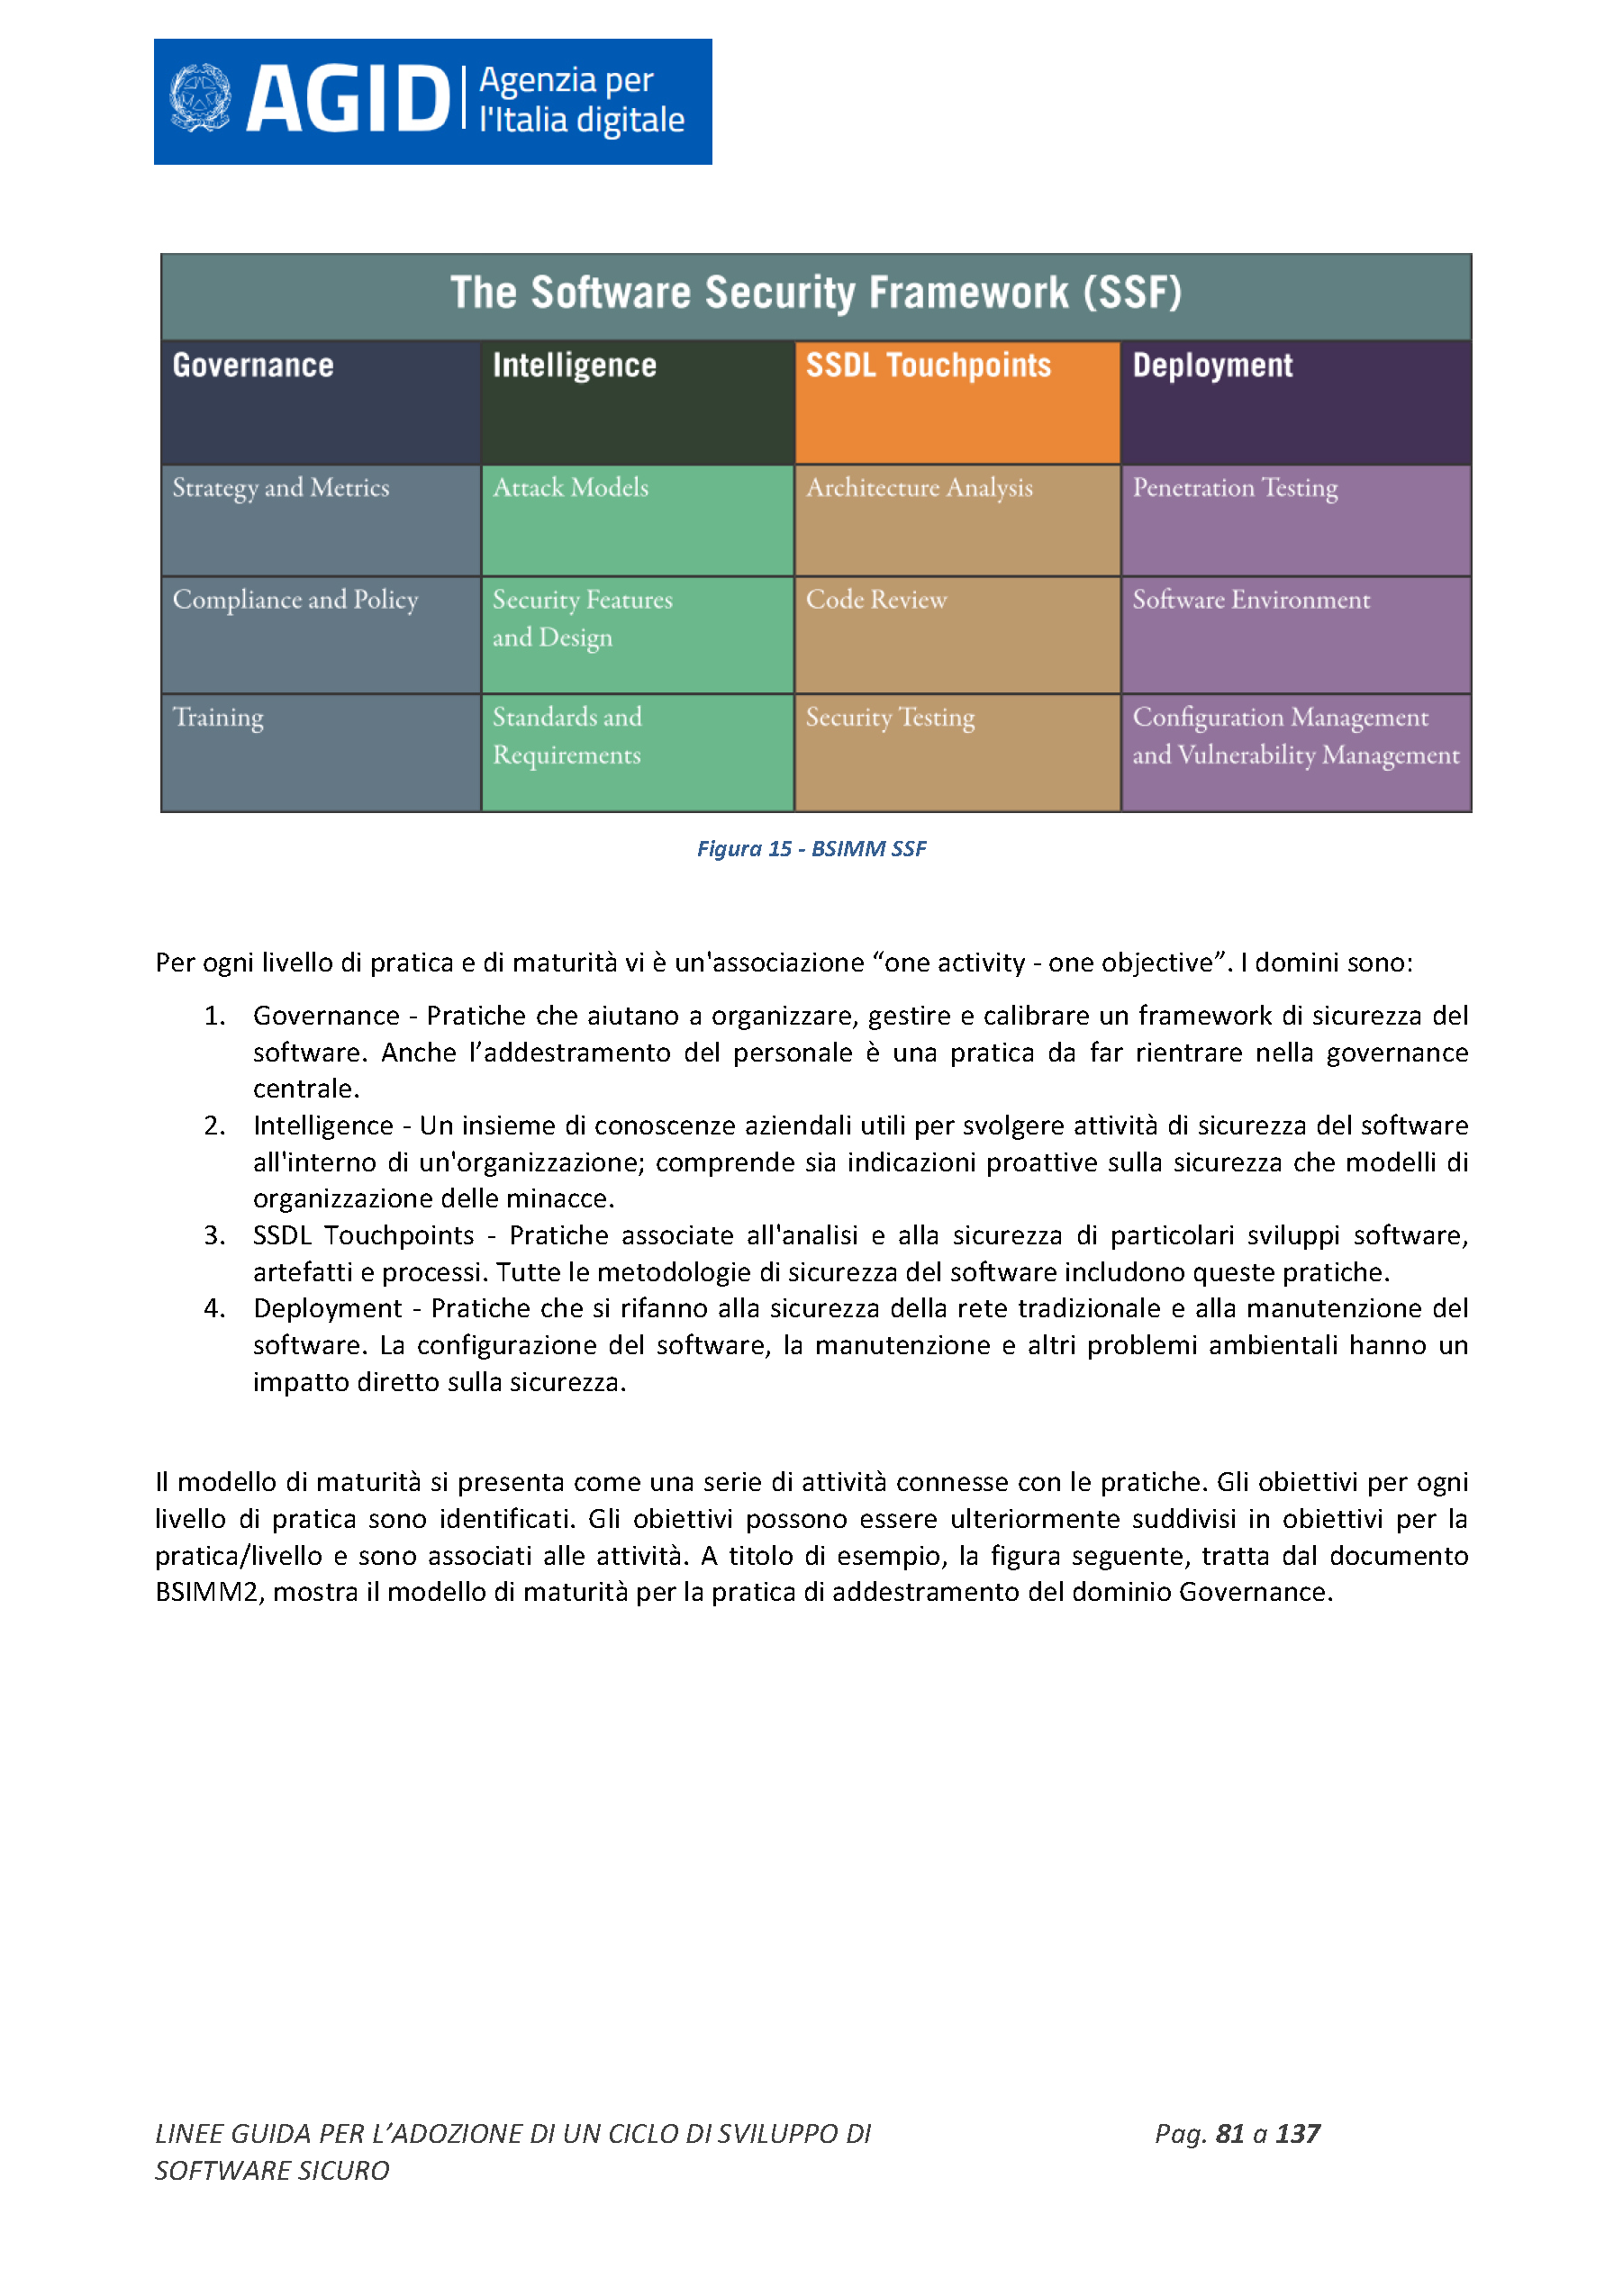 AGID Agenzia per
l'Italia digitale
The Software Security Framework (SSF)
Governance Intelligence SSDL Touchpoints Deployment
Strategy and Metrics Attack Models Architecture Analysis Penetration Testing
Compliance and Policy Security Features Code Review Software Environment
and Design
Training Standards and Security Testing Configuration Management
Requirements and Vulnerability Management
Figura 15 - BSIMM SSF
Per ogni livello di pratica e di maturità vi è un'associazione “one activity - one objective”. I domini sono:
1. Governance - Pratiche che aiutano a organizzare, gestire e calibrare un framework di sicurezza del
software. Anche l’addestramento del personale è una pratica da far rientrare nella governance
centrale.
2. Intelligence - Un insieme di conoscenze aziendali utili per svolgere attività di sicurezza del software
all'interno di un'organizzazione; comprende sia indicazioni proattive sulla sicurezza che modelli di
organizzazione delle minacce.
3. SSDL Touchpoints - Pratiche associate all'analisi e alla sicurezza di particolari sviluppi software,
artefatti e processi. Tutte le metodologie di sicurezza del software includono queste pratiche.
4. Deployment - Pratiche che si rifanno alla sicurezza della rete tradizionale e alla manutenzione del
software. La configurazione del software, la manutenzione e altri problemi ambientali hanno un
impatto diretto sulla sicurezza.
Il modello di maturità si presenta come una serie di attività connesse con le pratiche. Gli obiettivi per ogni
livello di pratica sono identificati. Gli obiettivi possono essere ulteriormente suddivisi in obiettivi per la
pratica/livello e sono associati alle attività. A titolo di esempio, la figura seguente, tratta dal documento
BSIMM2, mostra il modello di maturità per la pratica di addestramento del dominio Governance.
LINEE GUIDA PER L’ADOZIONE DI UN CICLO DI SVILUPPO DI Pag. 81 a 137
SOFTWARE SICURO